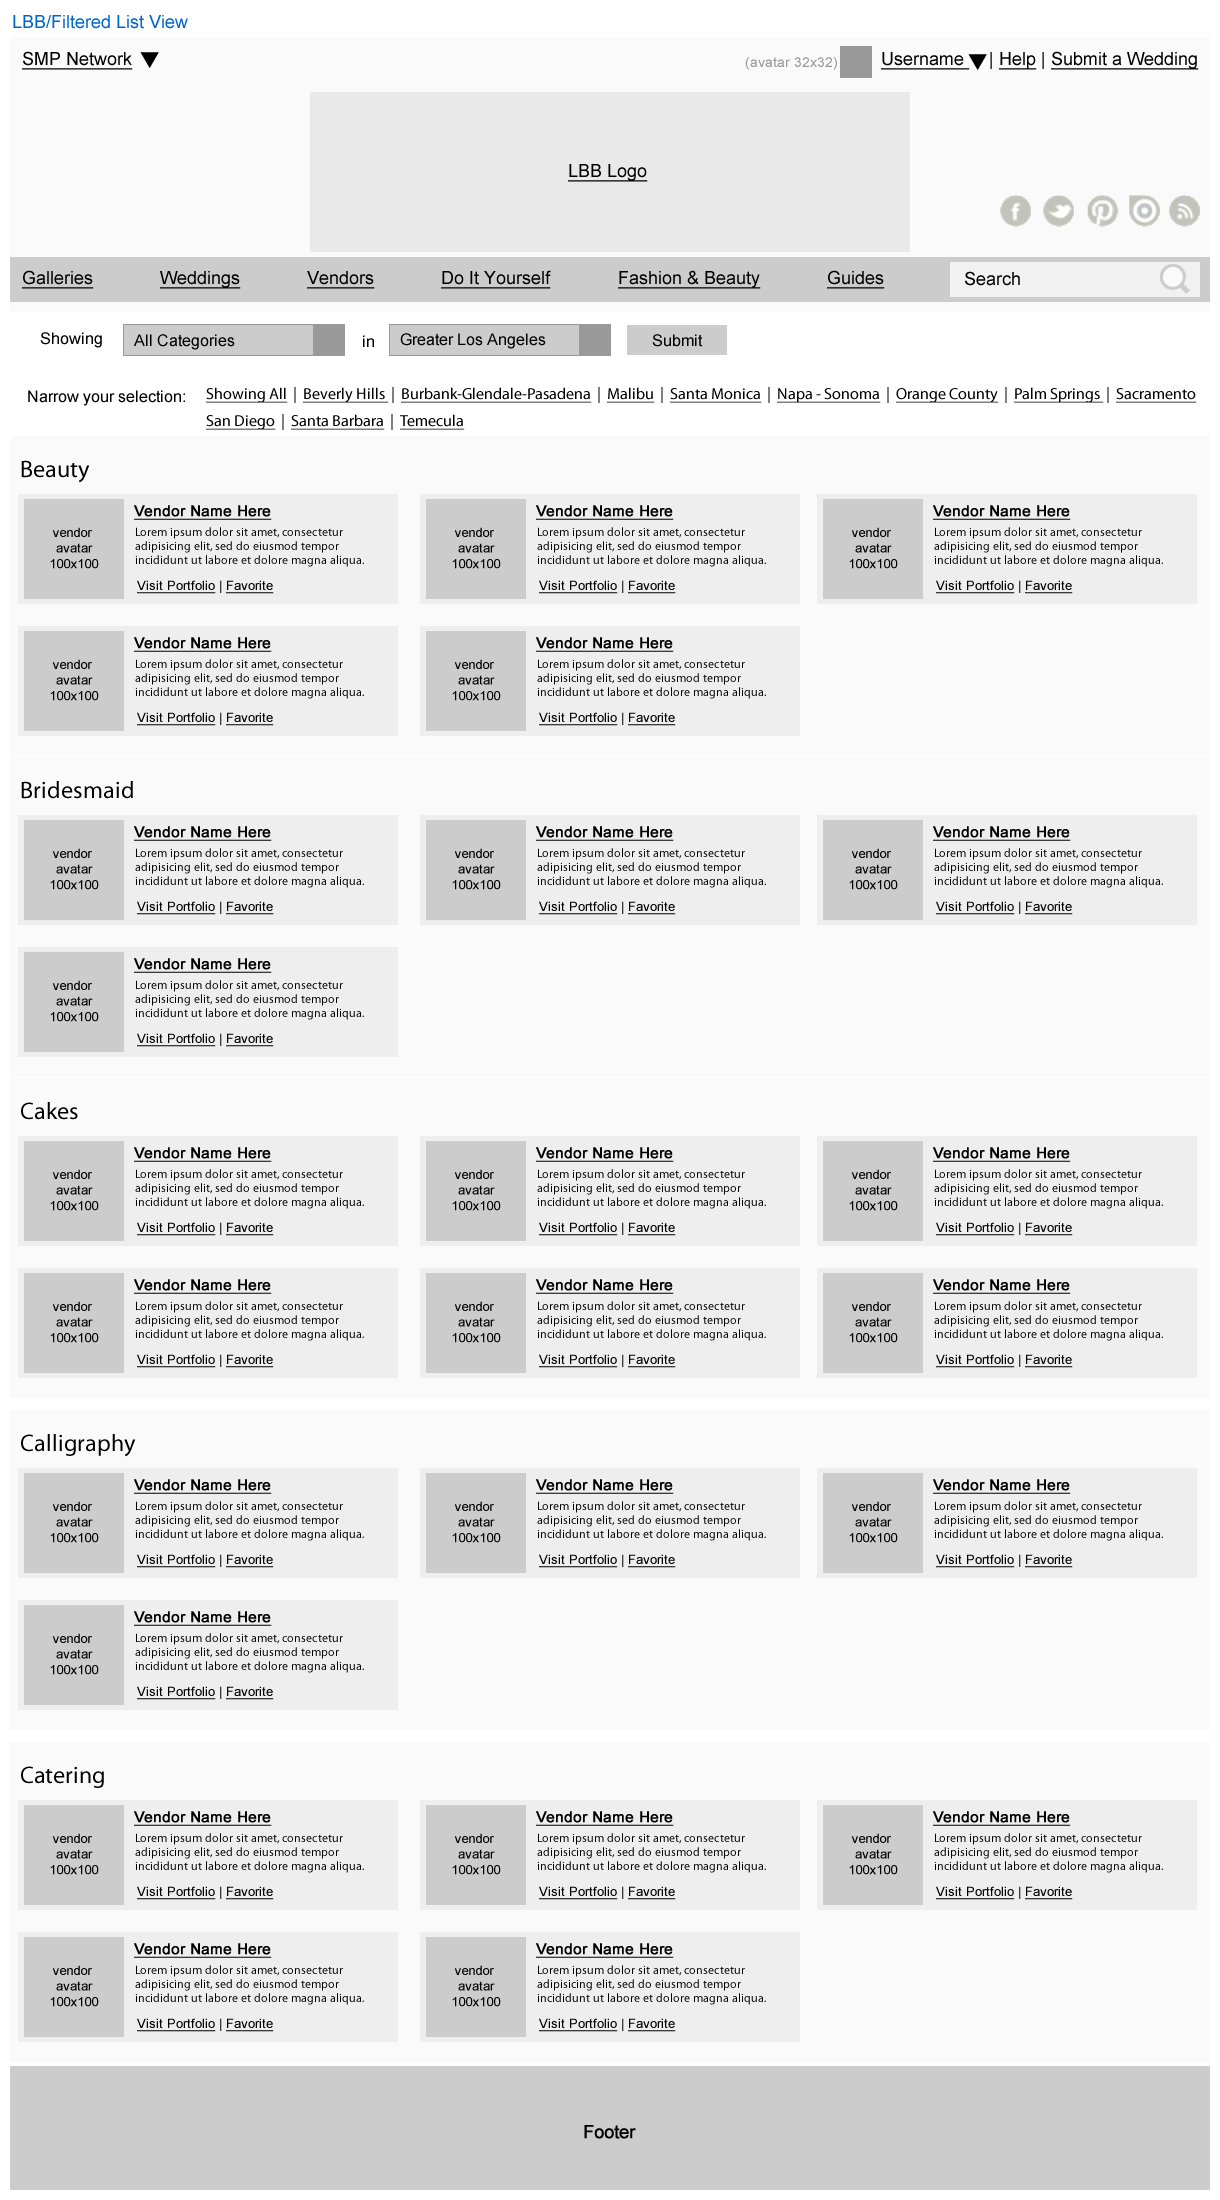 LBB/Filtered List View
SMP Network ▼ (avatar 32x32) Username ▼ | Help | Submit a Wedding
LBB Logo
Galleries Weddings Vendors Do It Yourself Fashion & Beauty Guides Search
Showing All Categories in Greater Los Angeles Submit
Narrow your selection: Showing All | Beverly Hills | Burbank-Glendale-Pasadena | Malibu | Santa Monica | Napa - Sonoma | Orange County | Palm Springs | Sacramento
San Diego | Santa Barbara | Temecula
Beauty
vendor
avatar
100x100
Vendor Name Here
Lorem ipsum dolor sit amet, consectetur
adipisicing elit, sed do eiusmod tempor
incididunt ut labore et dolore magna aliqua.
Visit Portfolio | Favorite
vendor
avatar
100x100
Vendor Name Here
Lorem ipsum dolor sit amet, consectetur
adipisicing elit, sed do eiusmod tempor
incididunt ut labore et dolore magna aliqua.
Visit Portfolio | Favorite
vendor
avatar
100x100
Vendor Name Here
Lorem ipsum dolor sit amet, consectetur
adipisicing elit, sed do eiusmod tempor
incididunt ut labore et dolore magna aliqua.
Visit Portfolio | Favorite
vendor
avatar
100x100
Vendor Name Here
Lorem ipsum dolor sit amet, consectetur
adipisicing elit, sed do eiusmod tempor
incididunt ut labore et dolore magna aliqua.
Visit Portfolio | Favorite
vendor
avatar
100x100
Vendor Name Here
Lorem ipsum dolor sit amet, consectetur
adipisicing elit, sed do eiusmod tempor
incididunt ut labore et dolore magna aliqua.
Visit Portfolio | Favorite
Bridesmaid
vendor
avatar
100x100
Vendor Name Here
Lorem ipsum dolor sit amet, consectetur
adipisicing elit, sed do eiusmod tempor
incididunt ut labore et dolore magna aliqua.
Visit Portfolio | Favorite
vendor
avatar
100x100
Vendor Name Here
Lorem ipsum dolor sit amet, consectetur
adipisicing elit, sed do eiusmod tempor
incididunt ut labore et dolore magna aliqua.
Visit Portfolio | Favorite
vendor
avatar
100x100
Vendor Name Here
Lorem ipsum dolor sit amet, consectetur
adipisicing elit, sed do eiusmod tempor
incididunt ut labore et dolore magna aliqua.
Visit Portfolio | Favorite
vendor
avatar
100x100
Vendor Name Here
Lorem ipsum dolor sit amet, consectetur
adipisicing elit, sed do eiusmod tempor
incididunt ut labore et dolore magna aliqua.
Visit Portfolio | Favorite
Cakes
vendor
avatar
100x100
Vendor Name Here
Lorem ipsum dolor sit amet, consectetur
adipisicing elit, sed do eiusmod tempor
incididunt ut labore et dolore magna aliqua.
Visit Portfolio | Favorite
vendor
avatar
100x100
Vendor Name Here
Lorem ipsum dolor sit amet, consectetur
adipisicing elit, sed do eiusmod tempor
incididunt ut labore et dolore magna aliqua.
Visit Portfolio | Favorite
vendor
avatar
100x100
Vendor Name Here
Lorem ipsum dolor sit amet, consectetur
adipisicing elit, sed do eiusmod tempor
incididunt ut labore et dolore magna aliqua.
Visit Portfolio | Favorite
vendor
avatar
100x100
Vendor Name Here
Lorem ipsum dolor sit amet, consectetur
adipisicing elit, sed do eiusmod tempor
incididunt ut labore et dolore magna aliqua.
Visit Portfolio | Favorite
vendor
avatar
100x100
Vendor Name Here
Lorem ipsum dolor sit amet, consectetur
adipisicing elit, sed do eiusmod tempor
incididunt ut labore et dolore magna aliqua.
Visit Portfolio | Favorite
vendor
avatar
100x100
Vendor Name Here
Lorem ipsum dolor sit amet, consectetur
adipisicing elit, sed do eiusmod tempor
incididunt ut labore et dolore magna aliqua.
Visit Portfolio | Favorite
Calligraphy
vendor
avatar
100x100
Vendor Name Here
Lorem ipsum dolor sit amet, consectetur
adipisicing elit, sed do eiusmod tempor
incididunt ut labore et dolore magna aliqua.
Visit Portfolio | Favorite
vendor
avatar
100x100
Vendor Name Here
Lorem ipsum dolor sit amet, consectetur
adipisicing elit, sed do eiusmod tempor
incididunt ut labore et dolore magna aliqua.
Visit Portfolio | Favorite
vendor
avatar
100x100
Vendor Name Here
Lorem ipsum dolor sit amet, consectetur
adipisicing elit, sed do eiusmod tempor
incididunt ut labore et dolore magna aliqua.
Visit Portfolio | Favorite
vendor
avatar
100x100
Vendor Name Here
Lorem ipsum dolor sit amet, consectetur
adipisicing elit, sed do eiusmod tempor
incididunt ut labore et dolore magna aliqua.
Visit Portfolio | Favorite
Catering
vendor
avatar
100x100
Vendor Name Here
Lorem ipsum dolor sit amet, consectetur
adipisicing elit, sed do eiusmod tempor
incididunt ut labore et dolore magna aliqua.
Visit Portfolio | Favorite
vendor
avatar
100x100
Vendor Name Here
Lorem ipsum dolor sit amet, consectetur
adipisicing elit, sed do eiusmod tempor
incididunt ut labore et dolore magna aliqua.
Visit Portfolio | Favorite
vendor
avatar
100x100
Vendor Name Here
Lorem ipsum dolor sit amet, consectetur
adipisicing elit, sed do eiusmod tempor
incididunt ut labore et dolore magna aliqua.
Visit Portfolio | Favorite
vendor
avatar
100x100
Vendor Name Here
Lorem ipsum dolor sit amet, consectetur
adipisicing elit, sed do eiusmod tempor
incididunt ut labore et dolore magna aliqua.
Visit Portfolio | Favorite
vendor
avatar
100x100
Vendor Name Here
Lorem ipsum dolor sit amet, consectetur
adipisicing elit, sed do eiusmod tempor
incididunt ut labore et dolore magna aliqua.
Visit Portfolio | Favorite
Footer